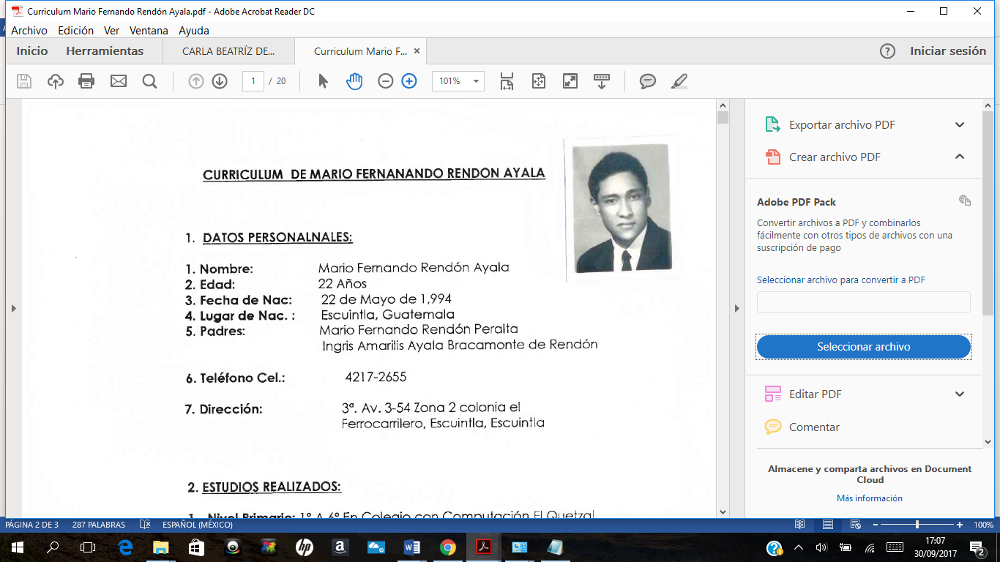 Curriculum Mario Fernando Rendón Ayala.pdf - Adobe Acrobat Reader DC
Archivo Edición Ver Ventana Ayuda
Inicio Herramientas CARLA BEATRÍZ DE... Curriculum Mario F... × ? Iniciar sesión
1 / 20 101%
CURRICULUM DE MARIO FERNANANDO RENDON AYALA
1. DATOS PERSONALNALES:
1. Nombre: Mario Fernando Rendón Ayala
2. Edad: 22 Años
3. Fecha de Nac: 22 de Mayo de 1,994
4. Lugar de Nac. : Escuintla, Guatemala
5. Padres: Mario Fernando Rendón Peralta
Ingris Amarilis Ayala Bracamonte de Rendón
6. Teléfono Cel.: 4217-2655
7. Dirección: 3ª. Av. 3-54 Zona 2 colonia el
Ferrocarrilero, Escuintla, Escuintla
2. ESTUDIOS REALIZADOS:
1. Nivel Primario: 1° A 6° En Colegio con Computación El Quetzal
Exportar archivo PDF
Crear archivo PDF
Adobe PDF Pack
Convertir archivos a PDF y combinarlos
fácilmente con otros tipos de archivos con una
suscripción de pago
Seleccionar archivo para convertir a PDF
Seleccionar archivo
Editar PDF
Comentar
Almacene y comparta archivos en Document
Cloud
Más información
PÁGINA 2 DE 3 287 PALABRAS ESPAÑOL (MÉXICO) 100%
17:07
30/09/2017
2